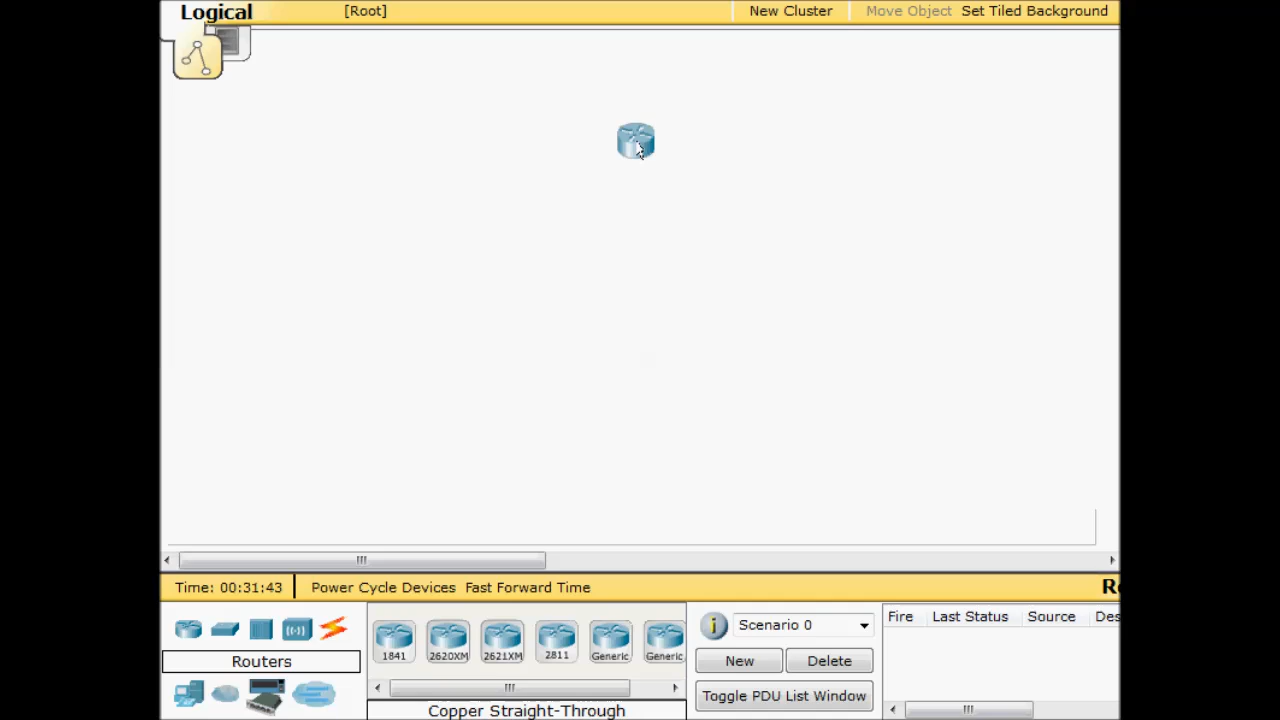 Logical [Root] New Cluster Move Object Set Tiled Background
Time: 00:31:43 Power Cycle Devices Fast Forward Time
1841 2620XM 2621XM 2811 Generic Generic
Routers
Copper Straight-Through
Scenario 0
New Delete
Toggle PDU List Window
Fire Last Status Source